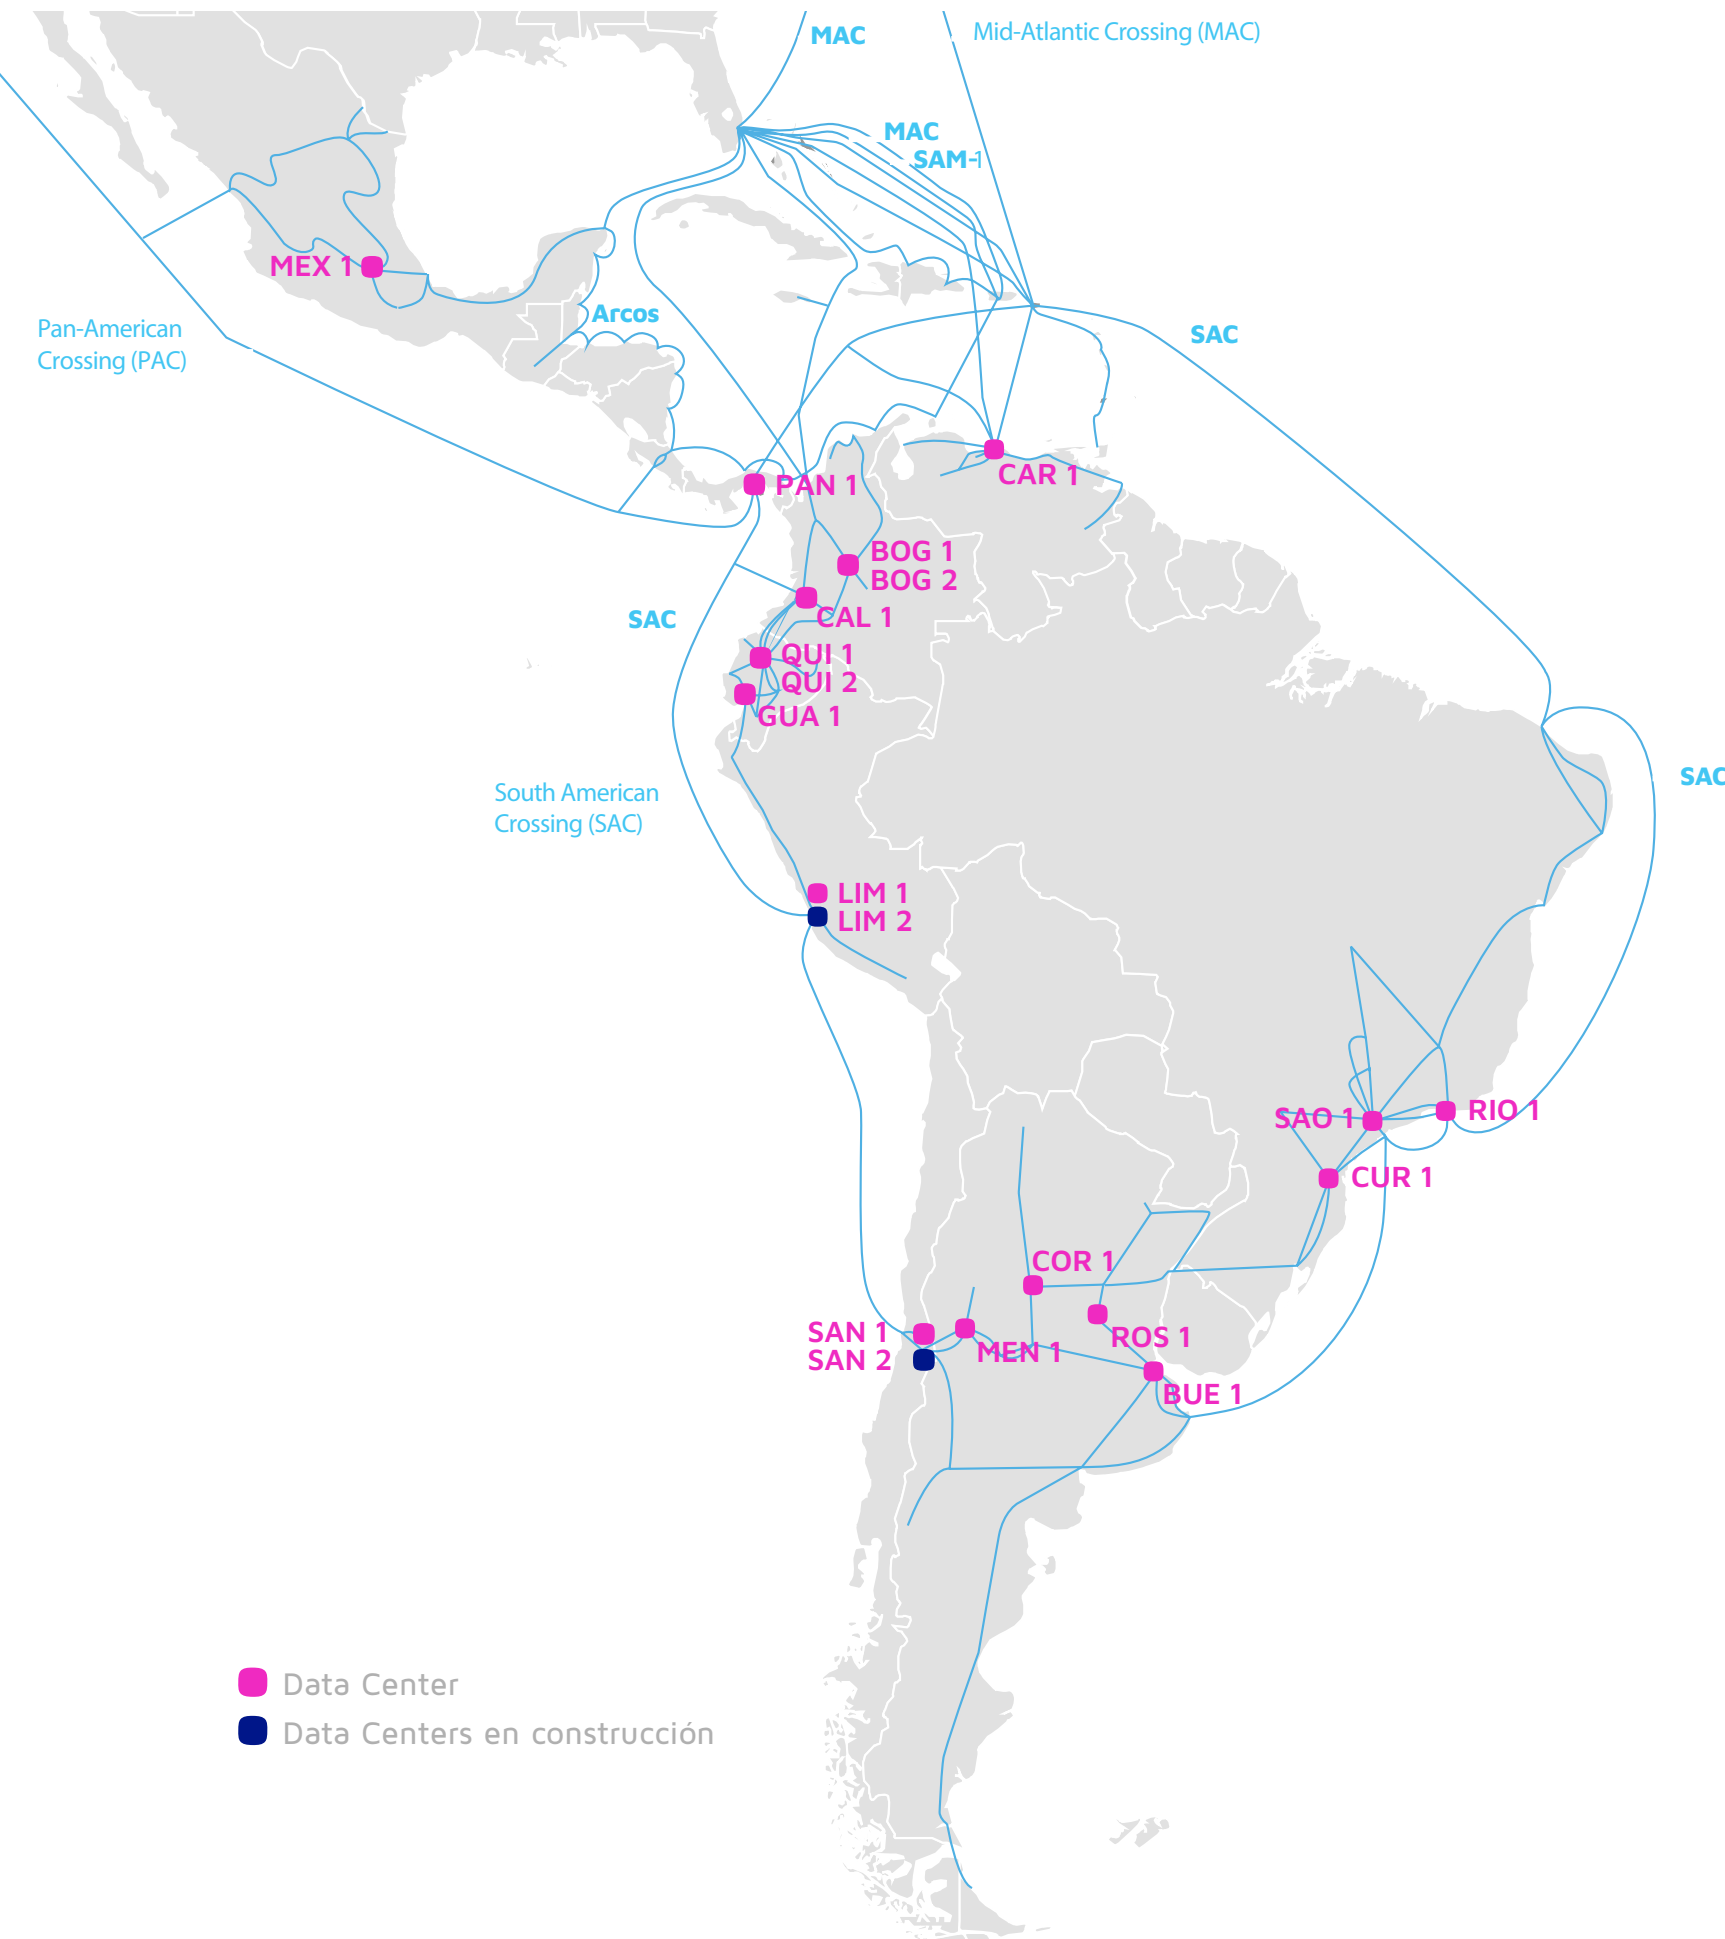 MAC
Mid-Atlantic Crossing (MAC)
MAC
SAM-1
MEX 1
Arcos
Pan-American
Crossing (PAC)
SAC
CAR 1
PAN 1
BOG 1
BOG 2
SAC
CAL 1
QUI 1
QUI 2
GUA 1
SAC
South American
Crossing (SAC)
LIM 1
LIM 2
SAO 1
RIO 1
CUR 1
COR 1
SAN 1
SAN 2
MEN 1
ROS 1
BUE 1
Data Center
Data Centers en construcción